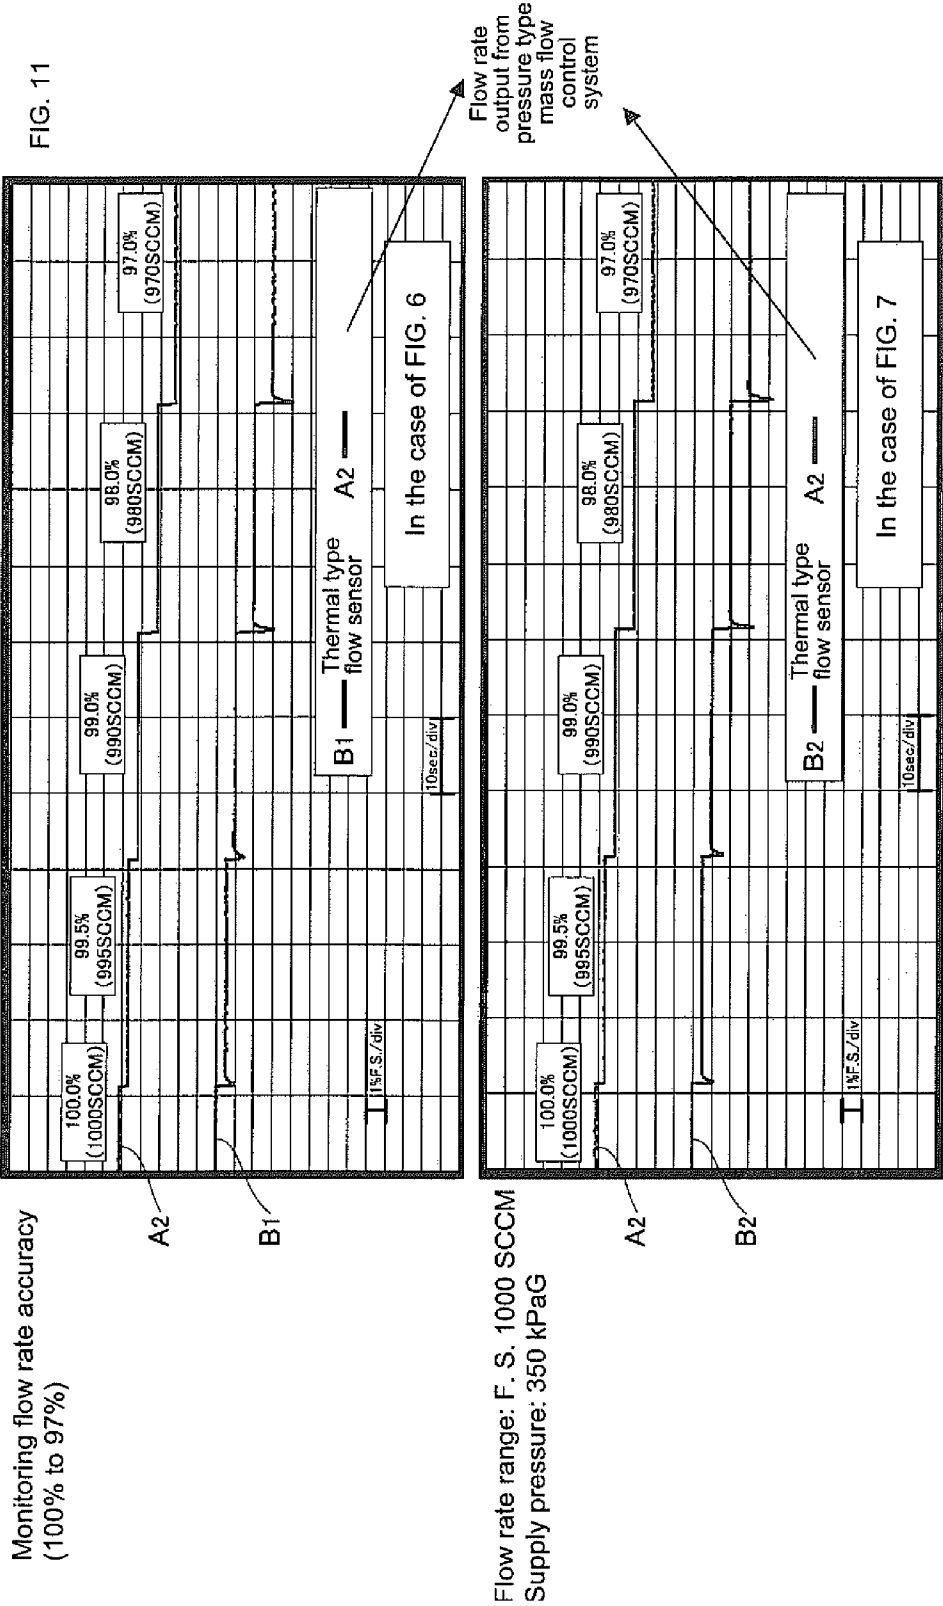 FIG. 11
Monitoring flow rate accuracy
(100% to 97%)
100.0%
(1000SCCM)
99.5%
(995SCCM)
99.0%
(990SCCM)
98.0%
(980SCCM)
97.0%
(970SCCM)
A2
B1
1%F.S./div
10sec/div
B1
Thermal type
flow sensor
A2
In the case of FIG. 6
Flow rate
output from
pressure type
mass flow
control
system
Flow rate range: F. S. 1000 SCCM
Supply pressure: 350 kPaG
100.0%
(1000SCCM)
99.5%
(995SCCM)
99.0%
(990SCCM)
98.0%
(980SCCM)
97.0%
(970SCCM)
A2
B2
1%F.S./div
10sec/div
B2
Thermal type
flow sensor
A2
In the case of FIG. 7